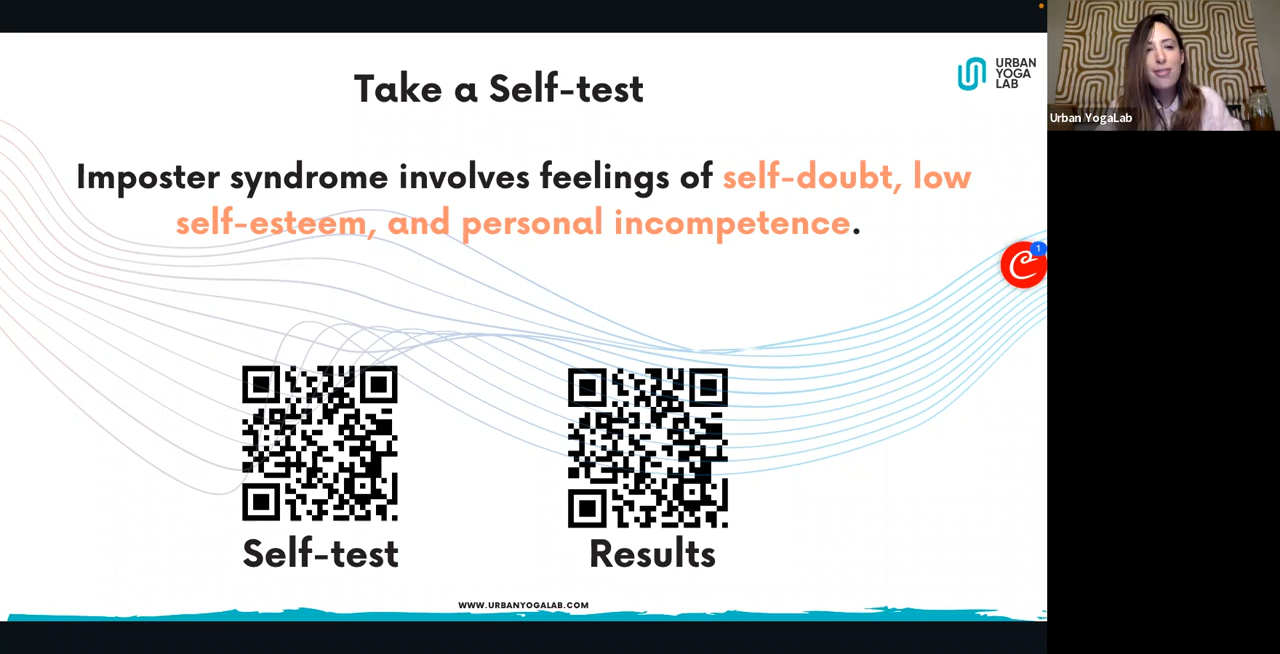 Take a Self-test
URBAN
YOGA
LAB
Urban YogaLab
Imposter syndrome involves feelings of self-doubt, low
self-esteem, and personal incompetence.
1
Self-test
Results
WWW.URBANYOGALAB.COM